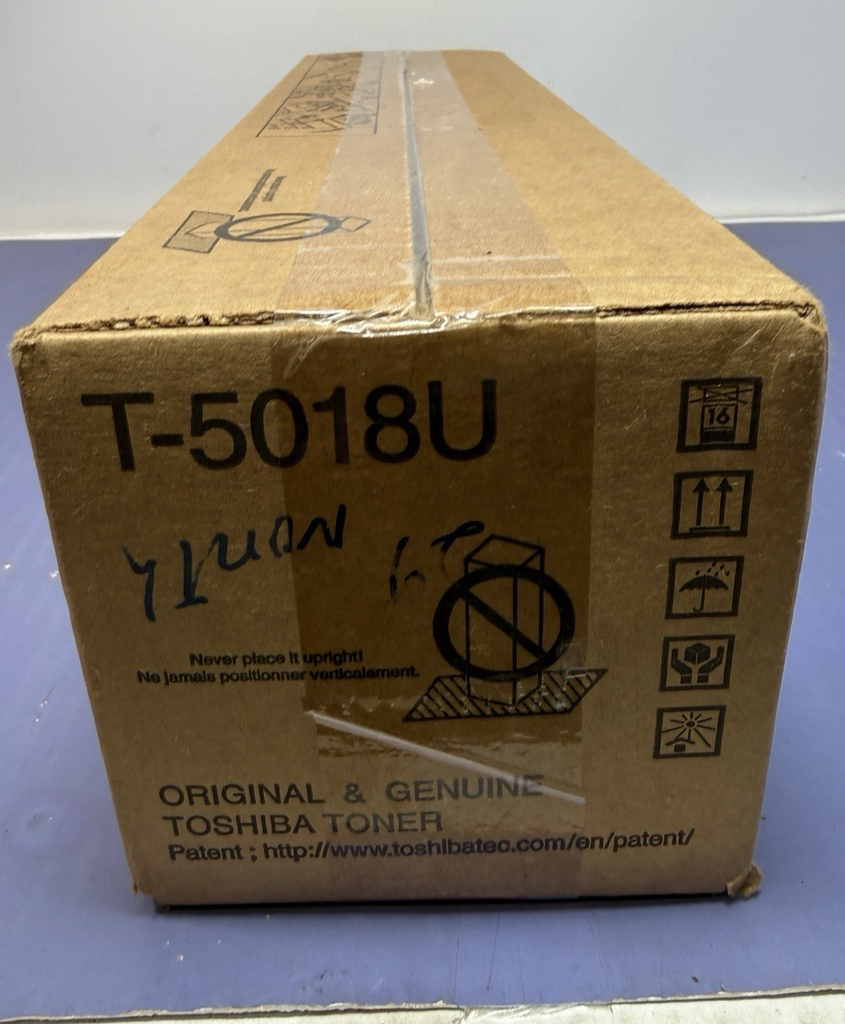 T-5018U
16
Never place it upright!
Ne jamais positionner verticalement.
ORIGINAL & GENUINE
TOSHIBA TONER
Patent ; http://www.toshibatec.com/en/patent/